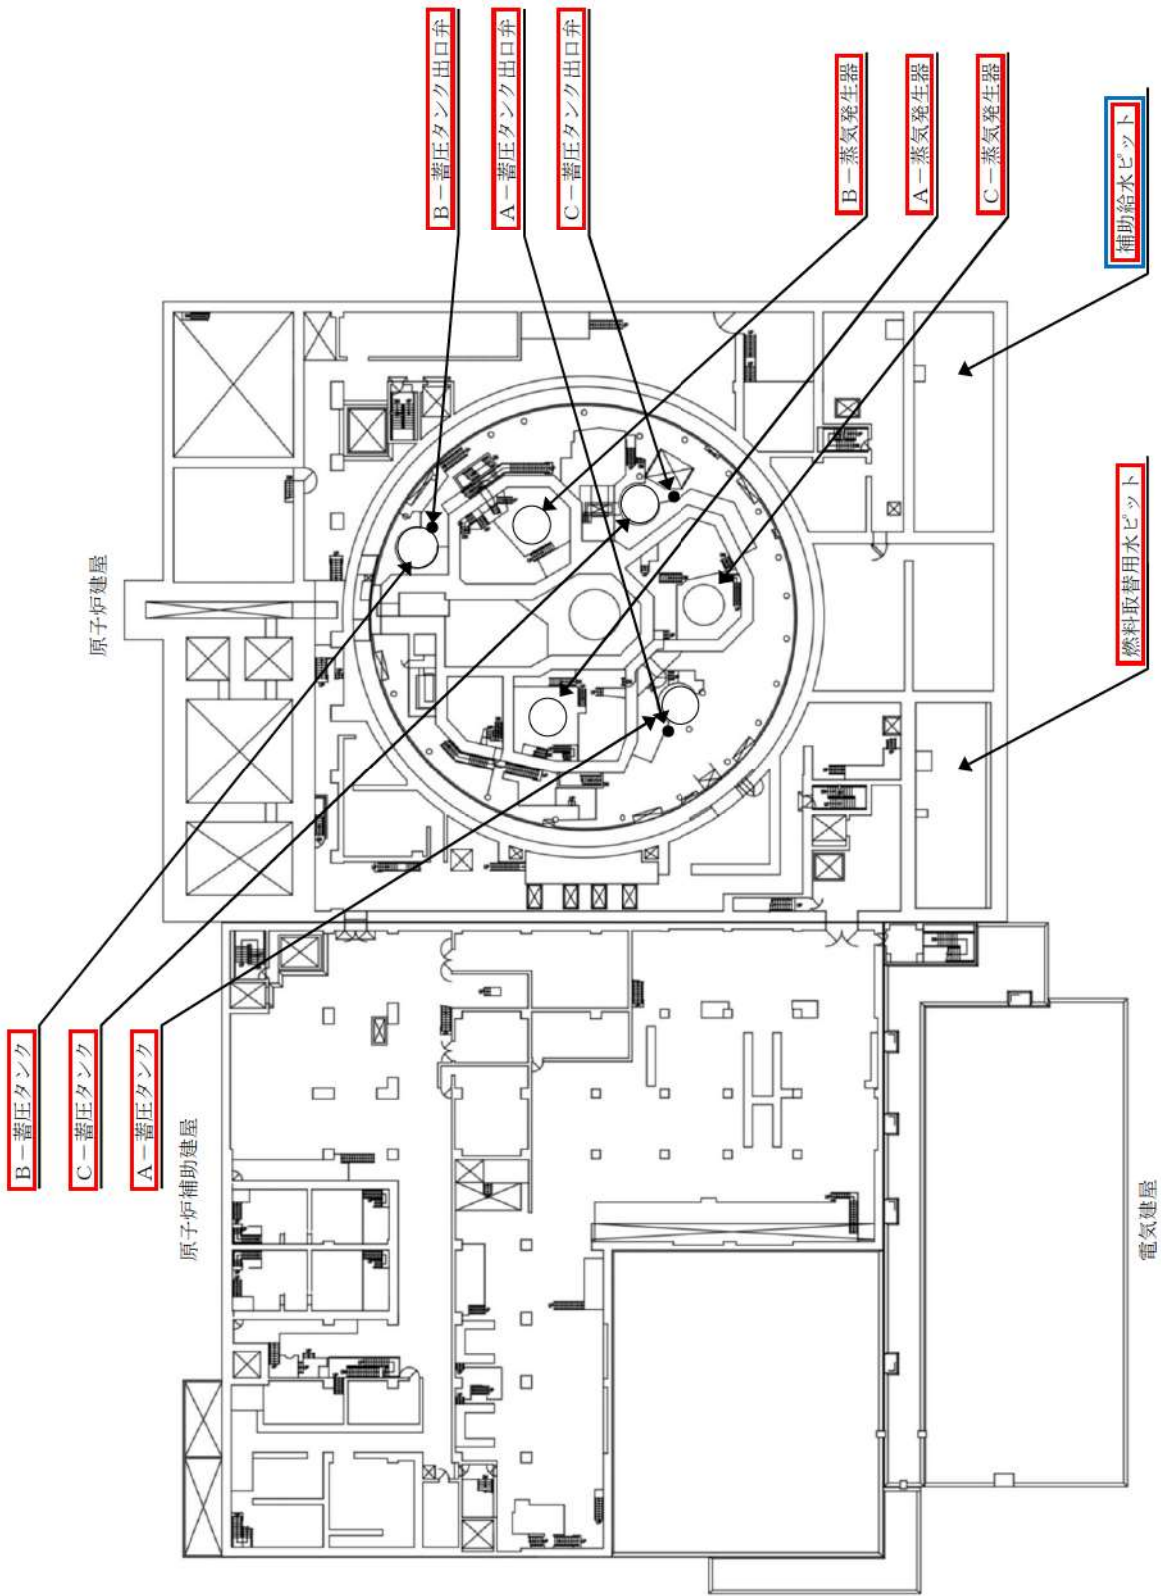 B－蓄圧タンク
C－蓄圧タンク
A－蓄圧タンク
原子炉補助建屋
原子炉建屋
B－蓄圧タンク出口弁
A－蓄圧タンク出口弁
C－蓄圧タンク出口弁
B－蒸気発生器
A－蒸気発生器
C－蒸気発生器
補助給水ピット
燃料取替用水ピット
電気建屋